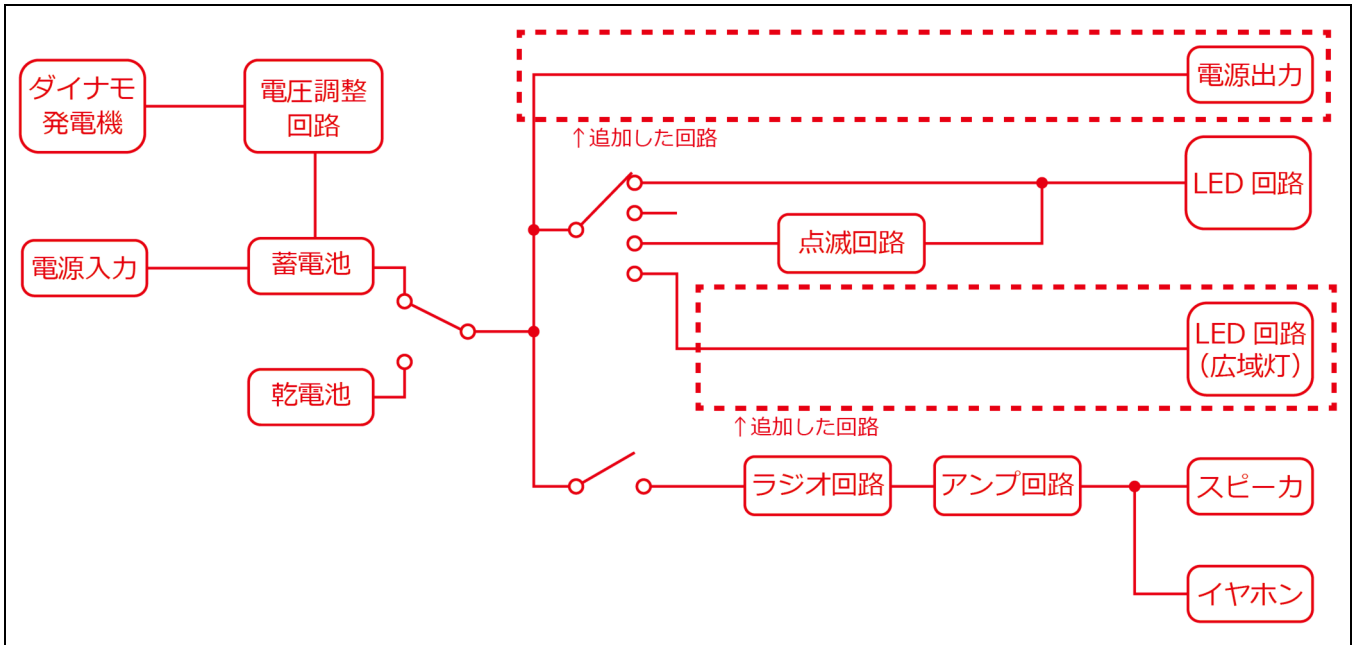 ダイナモ
発電機
電圧調整
回路
電源出力
↑追加した回路
LED 回路
点滅回路
電源入力
蓄電池
LED 回路
（広域灯）
乾電池
↑追加した回路
ラジオ回路
アンプ回路
スピーカ
イヤホン